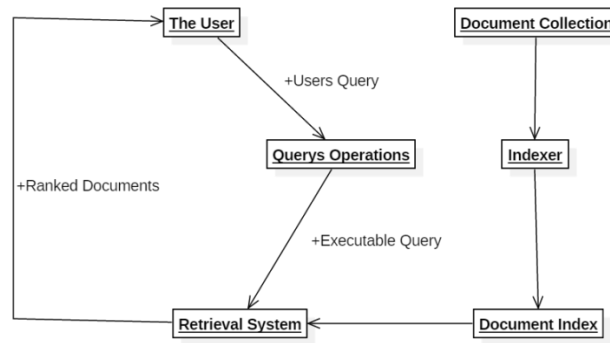 The User
Document Collection
+Users Query
Querys Operations
Indexer
+Ranked Documents
+Executable Query
Retrieval System
Document Index